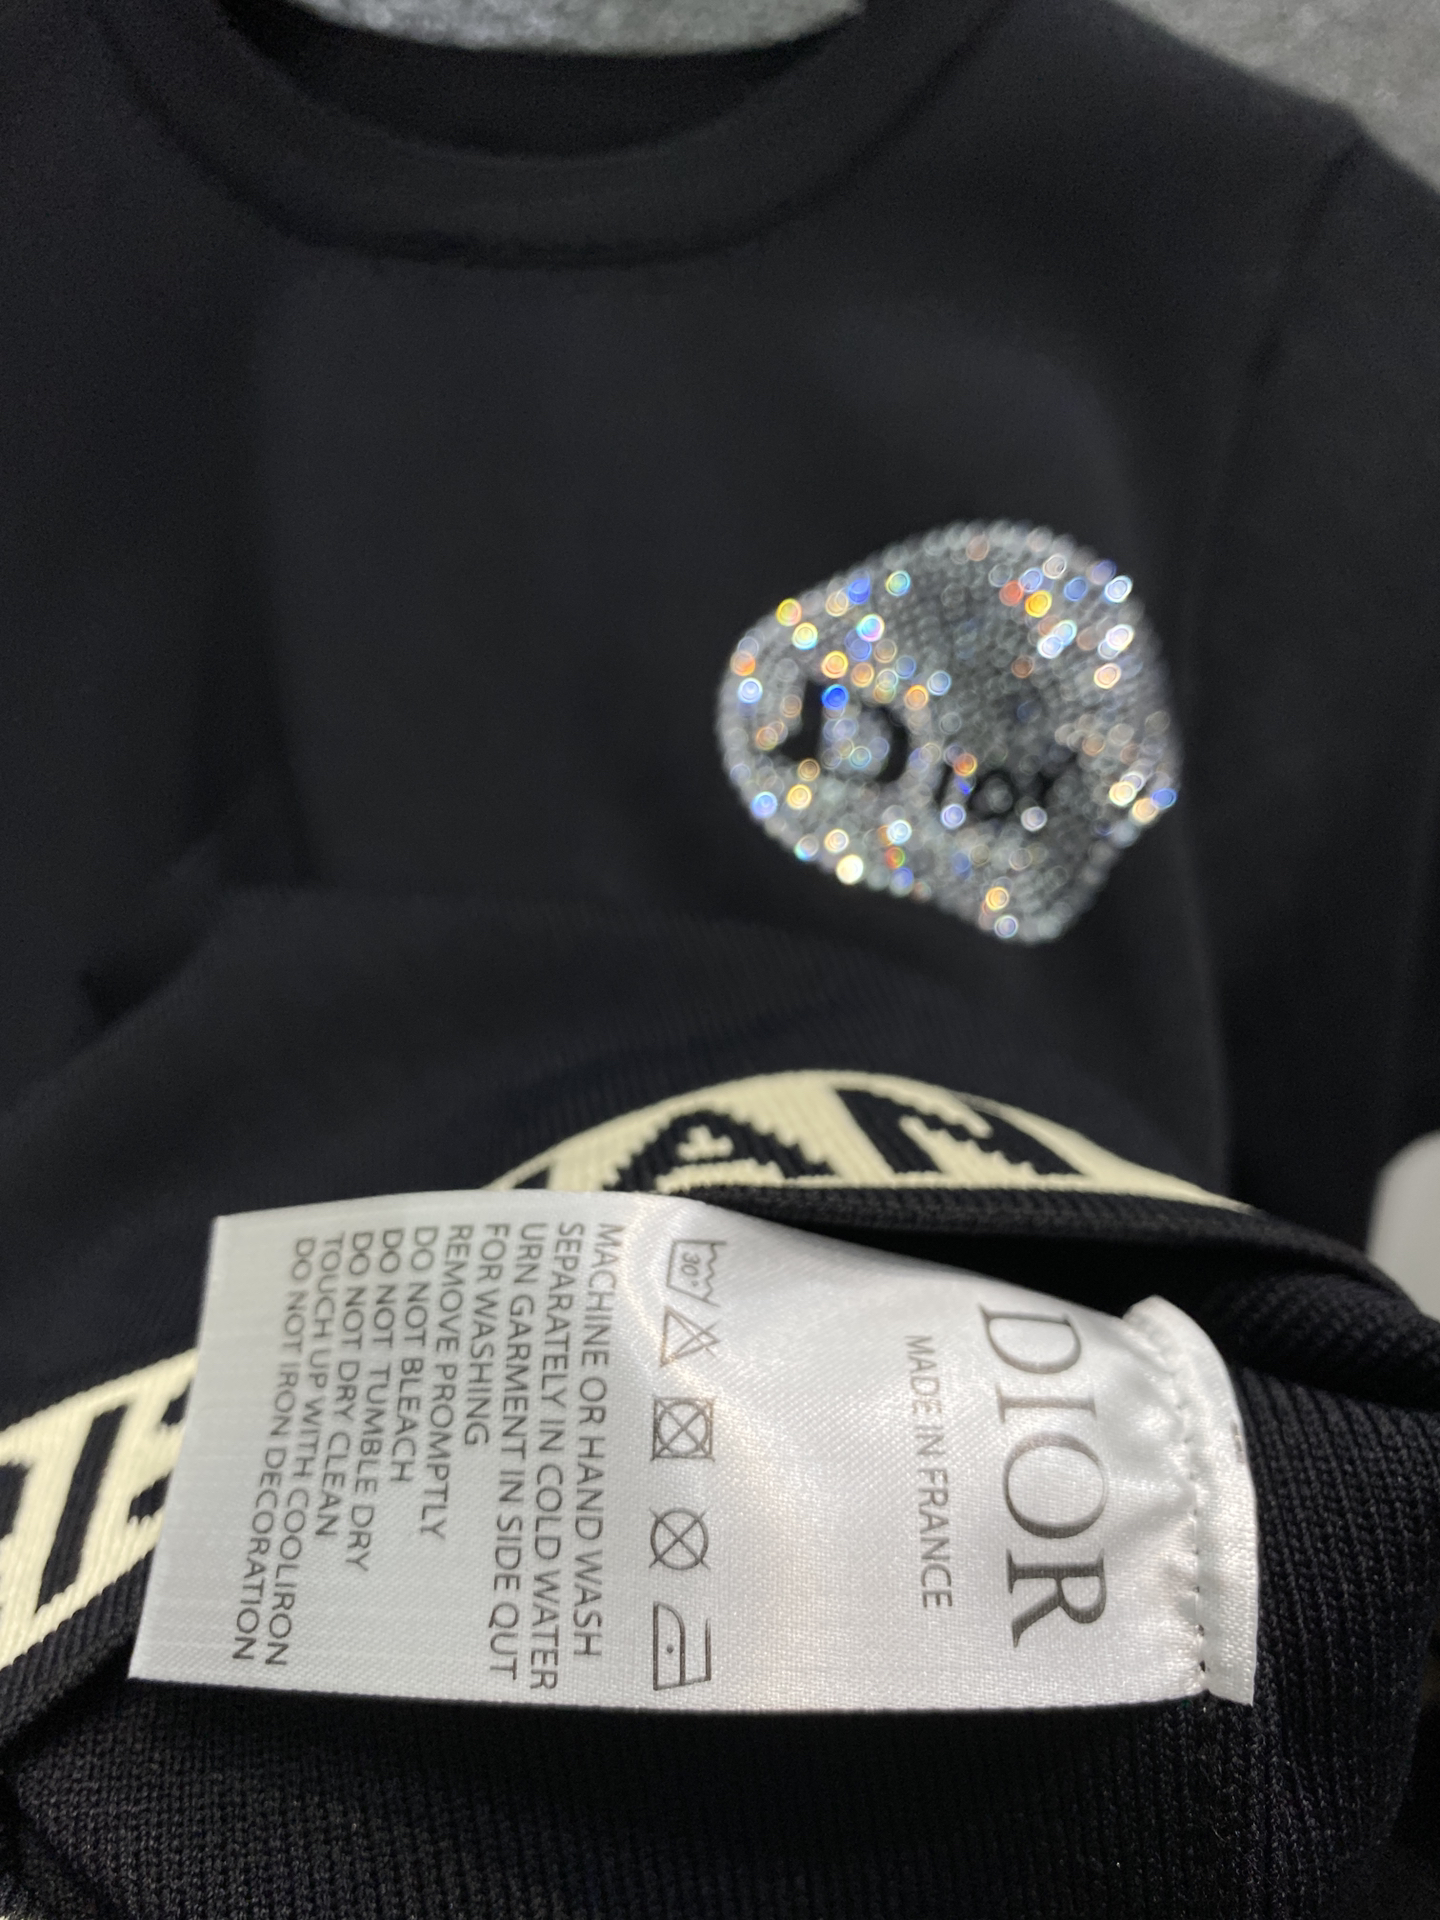 Dior
DIOR
MADE IN FRANCE
30°
MACHINE OR HAND WASH
SEPARATELY IN COLD WATER
URN GARMENT IN SIDE QUT
FOR WASHING
REMOVE PROMPTLY
DO NOT BLEACH
DO NOT TUMBLE DRY
DO NOT DRY CLEAN
TOUCH UP WITH COOLIRON
DO NOT IRON DECORATION